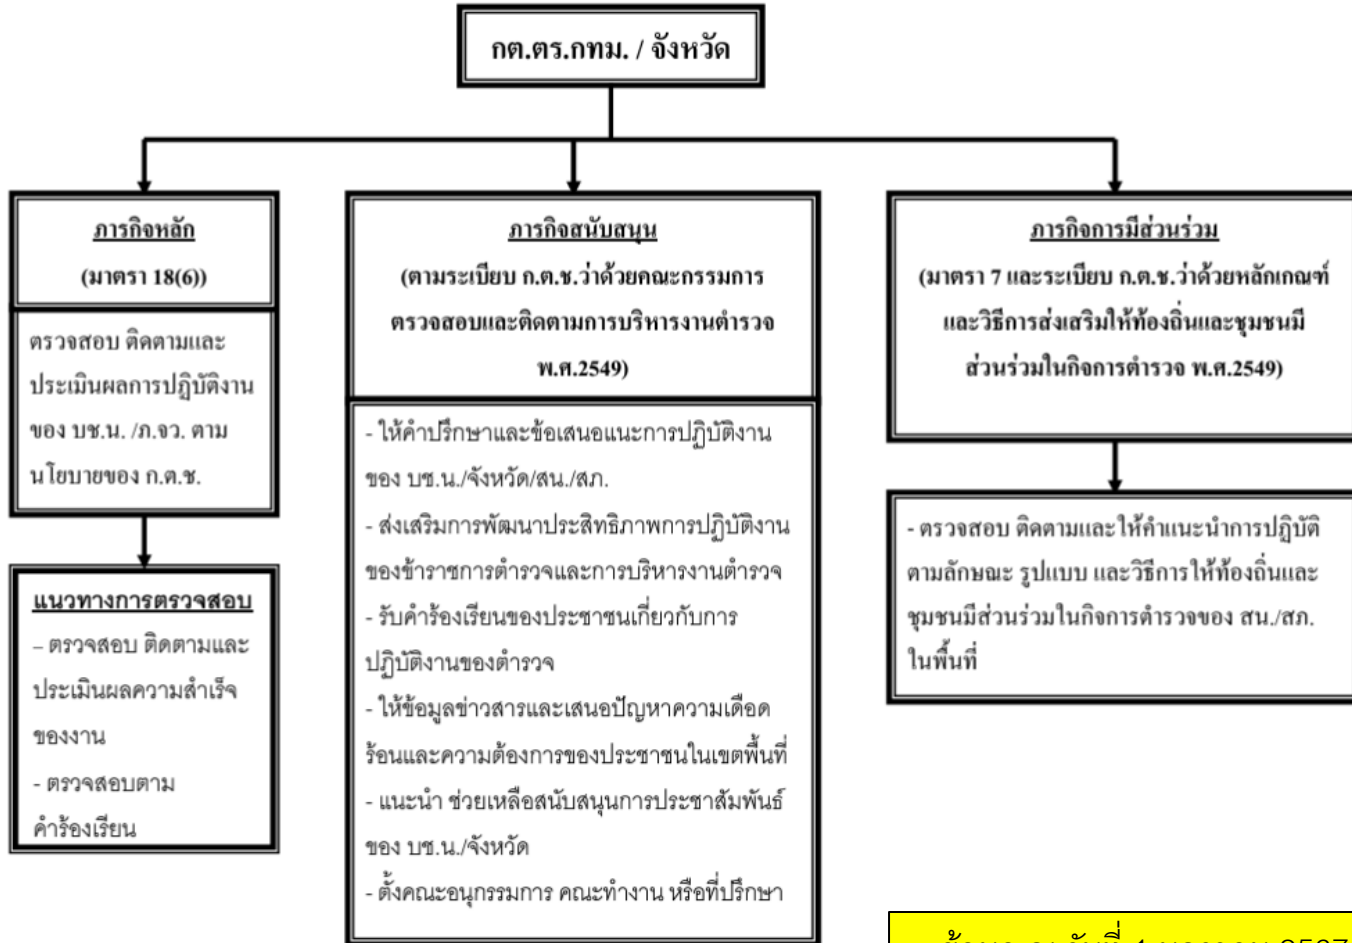 กต.ตร.กทม. / จังหวัด
ภารกิจหลัก
(มาตรา 18(6))
ตรวจสอบ ติดตามและ
ประเมินผลการปฏิบัติงาน
ของ บช.น. /ภ.จว. ตาม
นโยบายของ ก.ต.ช.
แนวทางการตรวจสอบ
– ตรวจสอบ ติดตามและ
ประเมินผลความสำเร็จ
ของงาน
- ตรวจสอบตาม
คำร้องเรียน
ภารกิจสนับสนุน
(ตามระเบียบ ก.ต.ช.ว่าด้วยคณะกรรมการ
ตรวจสอบและติดตามการบริหารงานตำรวจ
พ.ศ.2549)
- ให้คำปรึกษาและข้อเสนอแนะการปฏิบัติงาน
ของ บช.น./จังหวัด/สน./สภ.
- ส่งเสริมการพัฒนาประสิทธิภาพการปฏิบัติงาน
ของข้าราชการตำรวจและการบริหารงานตำรวจ
- รับคำร้องเรียนของประชาชนเกี่ยวกับการ
ปฏิบัติงานของตำรวจ
- ให้ข้อมูลข่าวสารและเสนอปัญหาความเดือด
ร้อนและความต้องการของประชาชนในเขตพื้นที่
- แนะนำ ช่วยเหลือสนับสนุนการประชาสัมพันธ์
ของ บช.น./จังหวัด
- ตั้งคณะอนุกรรมการ คณะทำงาน หรือที่ปรึกษา
ภารกิจการมีส่วนร่วม
(มาตรา 7 และระเบียบ ก.ต.ช.ว่าด้วยหลักเกณฑ์
และวิธีการส่งเสริมให้ท้องถิ่นและชุมชนมี
ส่วนร่วมในกิจการตำรวจ พ.ศ.2549)
- ตรวจสอบ ติดตามและให้คำแนะนำการปฏิบัติ
ตามลักษณะ รูปแบบ และวิธีการให้ท้องถิ่นและ
ชุมชนมีส่วนร่วมในกิจการตำรวจของ สน./สภ.
ในพื้นที่